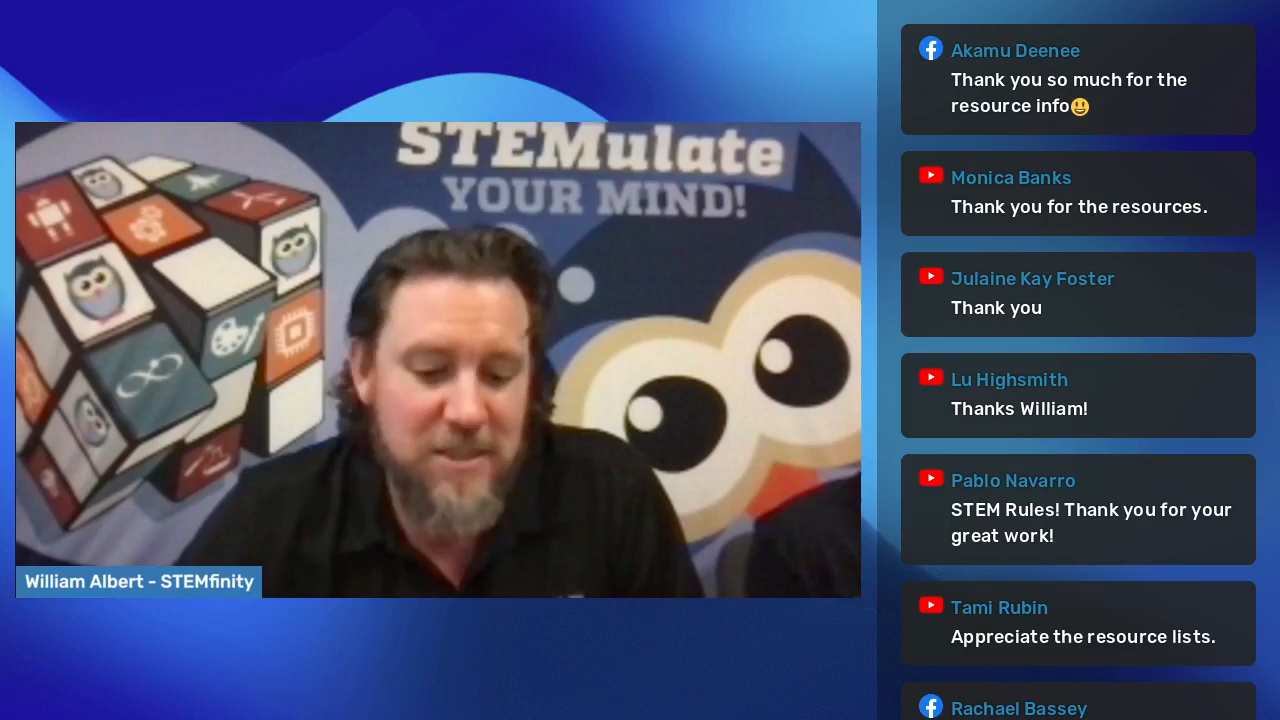 STEMulate
YOUR MIND!
William Albert - STEMfinity
Akamu Deenee
Thank you so much for the
resource info😃
Monica Banks
Thank you for the resources.
Julaine Kay Foster
Thank you
Lu Highsmith
Thanks William!
Pablo Navarro
STEM Rules! Thank you for your
great work!
Tami Rubin
Appreciate the resource lists.
Rachael Bassey